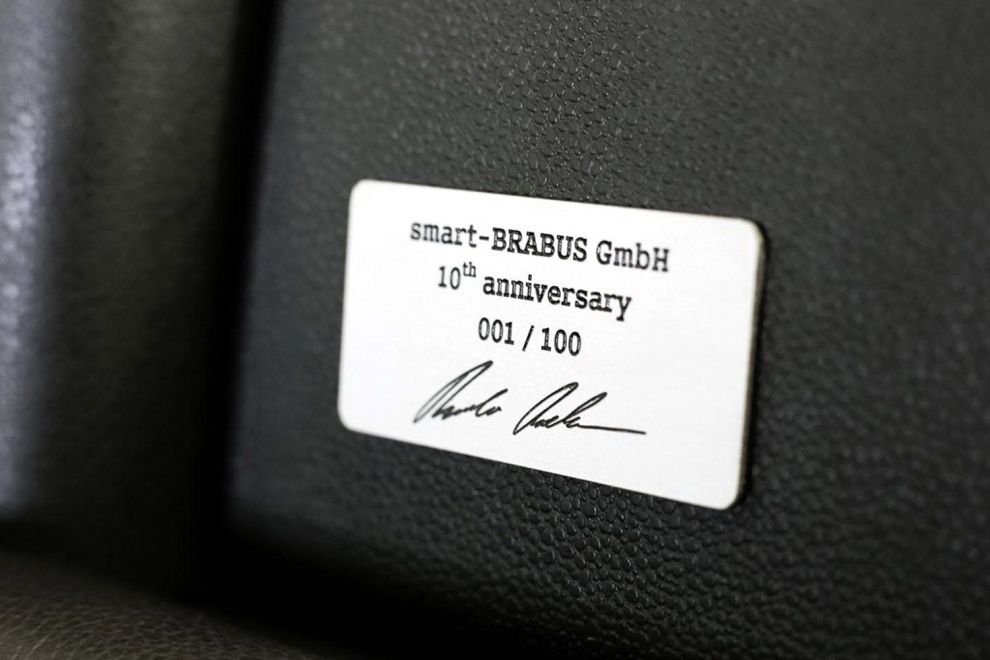 smart-BRABUS GmbH
10th anniversary
001 / 100